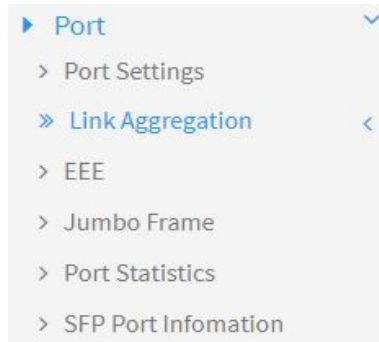 Port
Port Settings
Link Aggregation
EEE
Jumbo Frame
Port Statistics
SFP Port Infomation